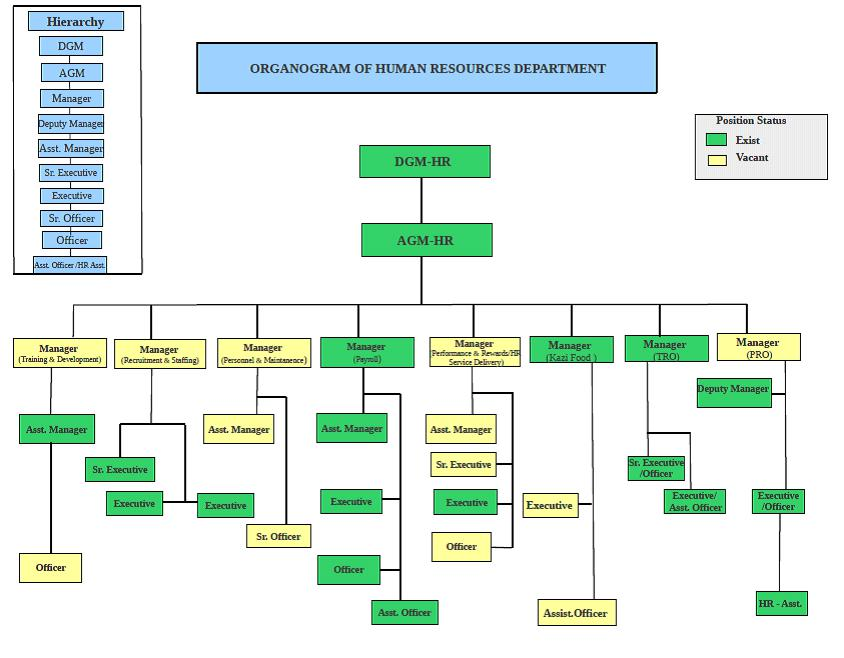 Hierarchy
DGM
AGM
Manager
Deputy Manager
Asst. Manager
Sr. Executive
Executive
Sr. Officer
Officer
Asst. Officer /HR Asst.
ORGANOGRAM OF HUMAN RESOURCES DEPARTMENT
Position Status
Exist
Vacant
DGM-HR
AGM-HR
Manager
(Training & Development)
Manager
(Recruitment & Staffing)
Manager
(Personnel & Maintanence)
Manager
(Payroll)
Manager
(Performance & Rewards/HR
Service Delivery)
Manager
(Kazi Food )
Manager
(TRO)
Manager
(PRO)
Asst. Manager
Officer
Sr. Executive
Executive
Executive
Asst. Manager
Sr. Officer
Asst. Manager
Executive
Officer
Asst. Officer
Asst. Manager
Sr. Executive
Executive
Officer
Executive
Assist.Officer
Sr. Executive
/Officer
Executive/
Asst. Officer
Deputy Manager
Executive
/Officer
HR - Asst.